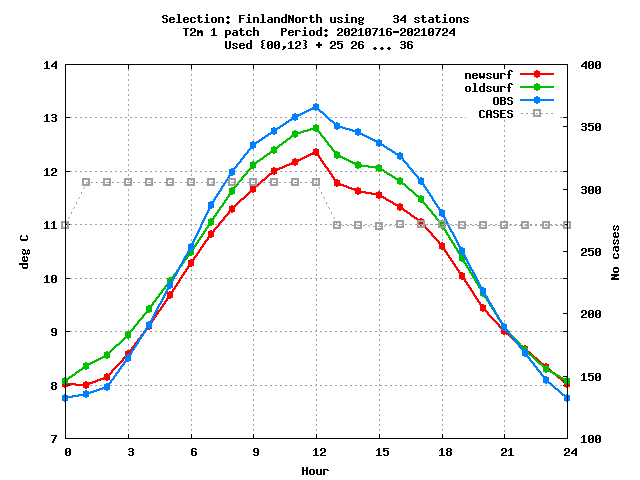 Selection: FinlandNorth using    34 stations
T2m 1 patch   Period: 20210716-20210724
Used {00,12} + 25 26 ... 36
newsurf
oldsurf
OBS
CASES
14
13
12
11
10
9
8
7
deg C
400
350
300
250
200
150
100
No cases
0 3 6 9 12 15 18 21 24
Hour